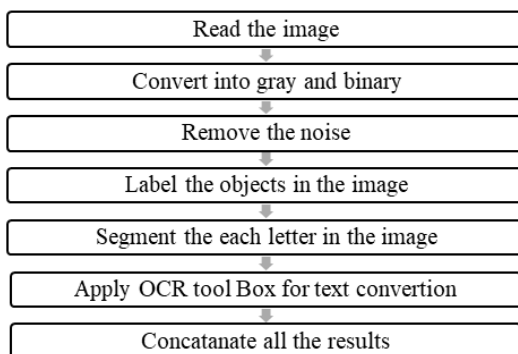 Read the image
Convert into gray and binary
Remove the noise
Label the objects in the image
Segment the each letter in the image
Apply OCR tool Box for text convertion
Concatanate all the results